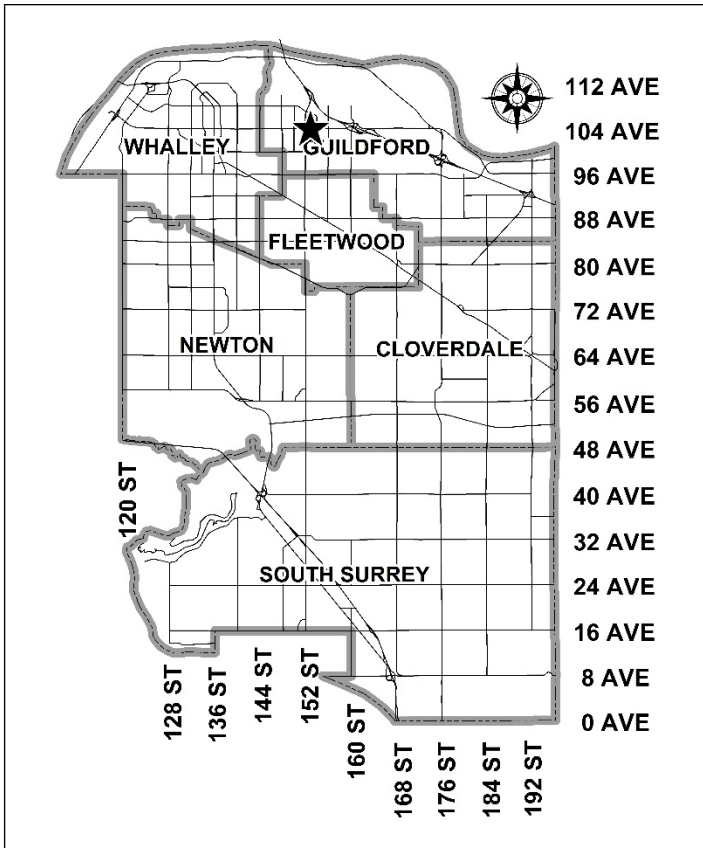 112 AVE
104 AVE
WHALLEY
GUILDFORD
96 AVE
88 AVE
FLEETWOOD
80 AVE
72 AVE
NEWTON
CLOVERDALE
64 AVE
56 AVE
48 AVE
120 ST
40 AVE
32 AVE
SOUTH SURREY
24 AVE
16 AVE
8 AVE
0 AVE
128 ST
136 ST
144 ST
152 ST
160 ST
168 ST
176 ST
184 ST
192 ST